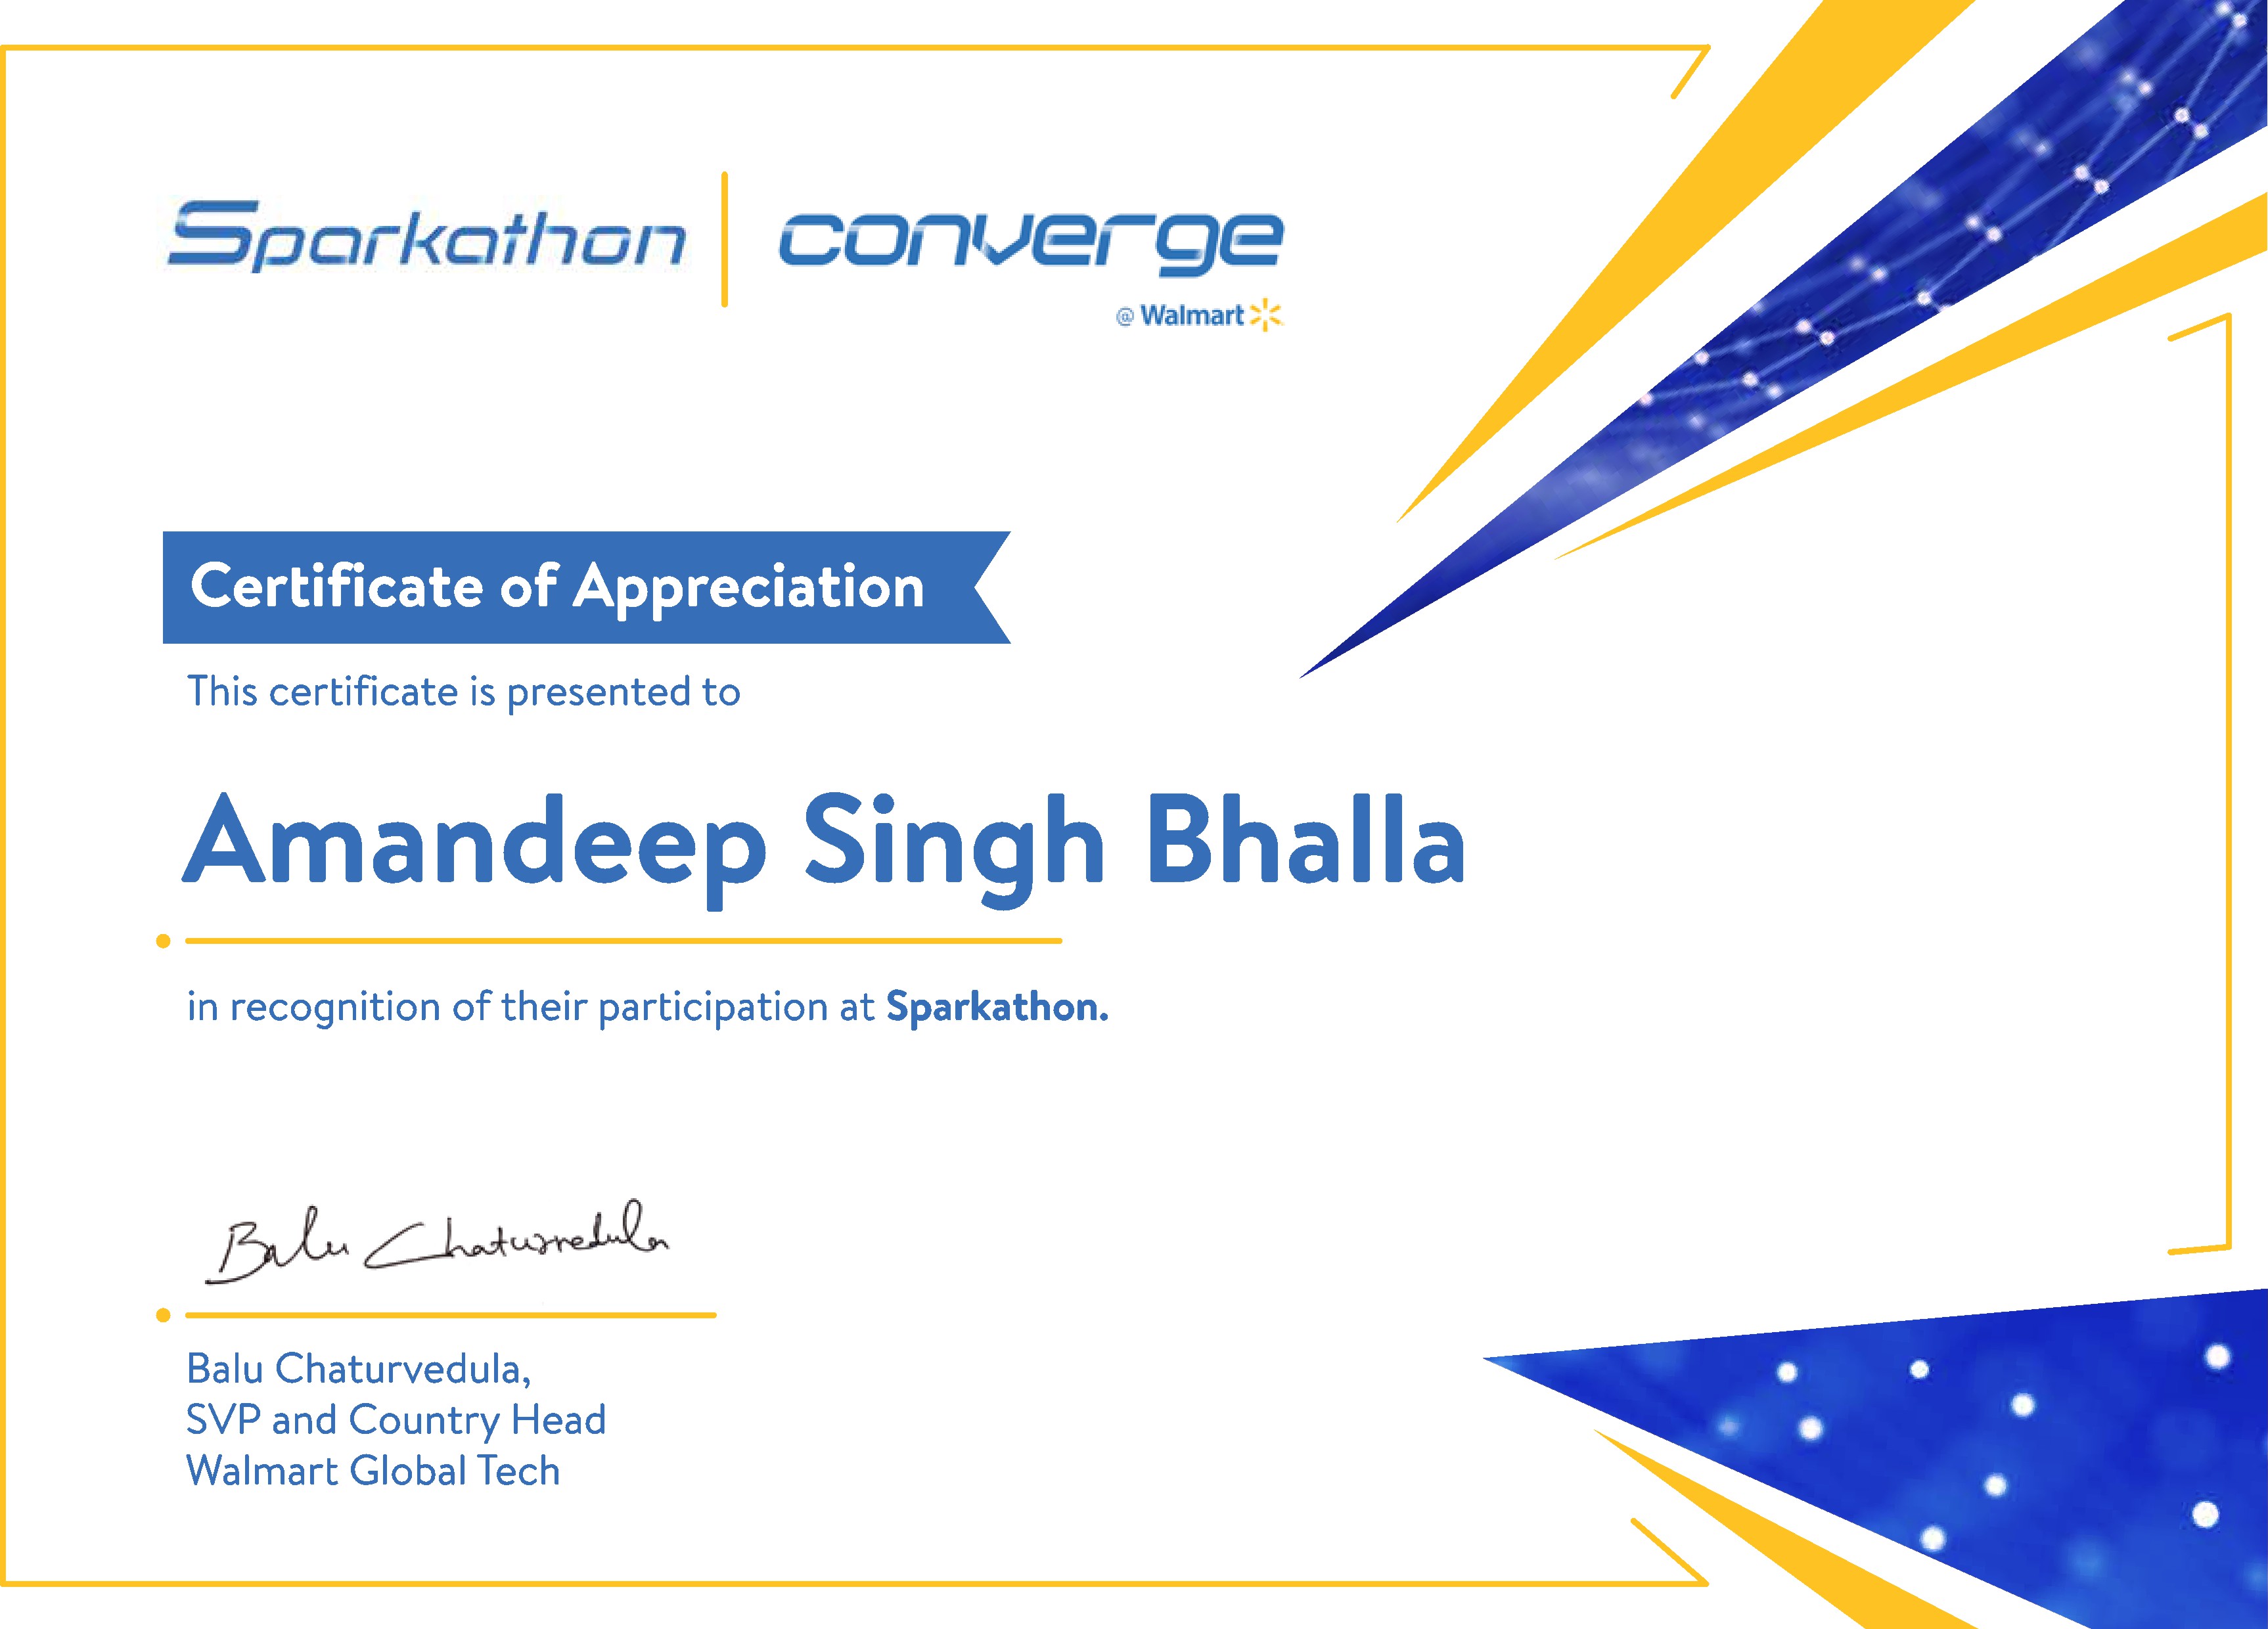 Sparkathon
converge
@ Walmart
Certificate of Appreciation
This certificate is presented to
Amandeep Singh Bhalla
in recognition of their participation at Sparkathon.
Balu Chaturvedula
Balu Chaturvedula,
SVP and Country Head
Walmart Global Tech